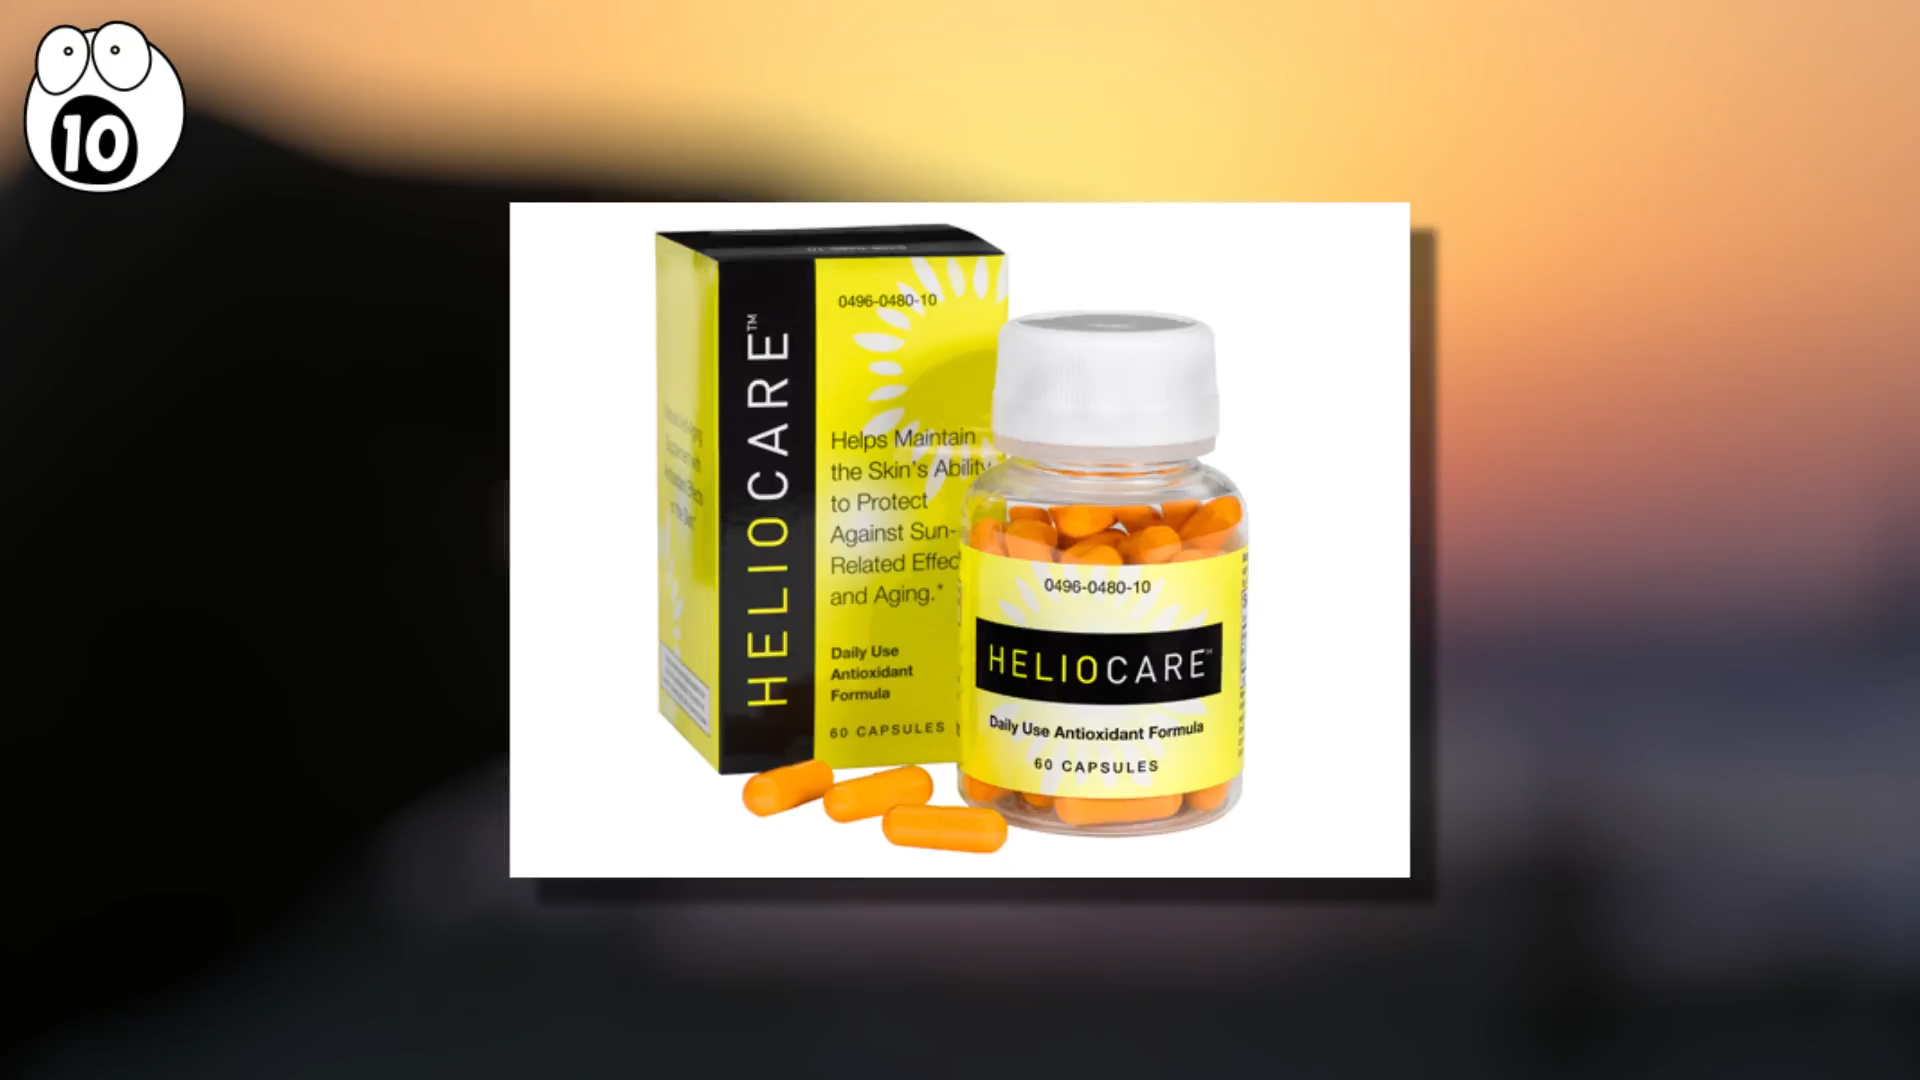 10
0496-0480-10
HELIOCARE™
Helps Maintain
the Skin's Ability
to Protect
Against Sun-
Related Effec
and Aging.*
Daily Use
Antioxidant
Formula
60 CAPSULES
0496-0480-10
HELIOCARE™
Daily Use Antioxidant Formula
60 CAPSULES